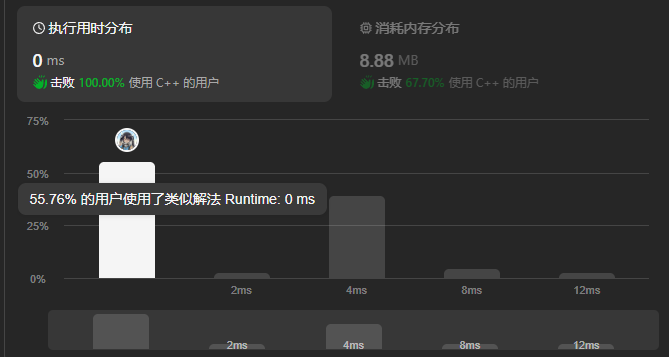 执行用时分布
0 ms
击败 100.00% 使用 C++ 的用户
消耗内存分布
8.88 MB
击败 67.70% 使用 C++ 的用户
75%
50%
55.76% 的用户使用了类似解法 Runtime: 0 ms
25%
0%
2ms 4ms 8ms 12ms
2ms 4ms 8ms 12ms